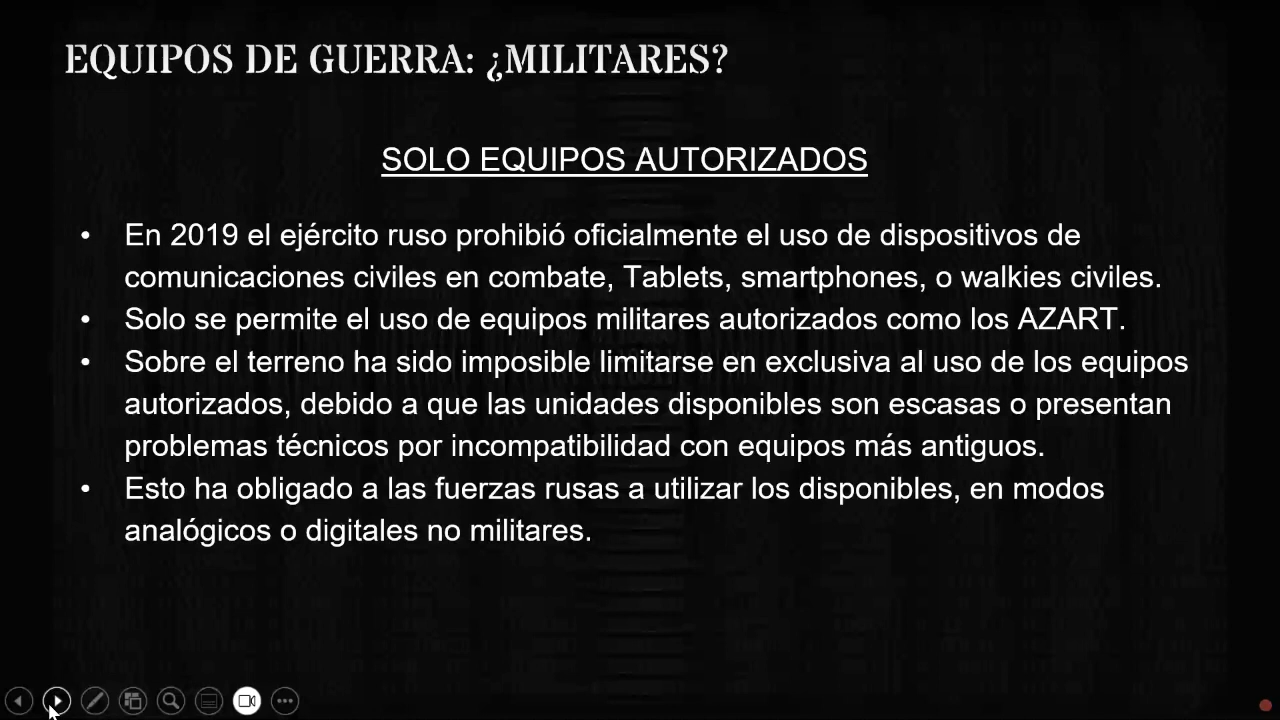 EQUIPOS DE GUERRA: ¿MILITARES?
SOLO EQUIPOS AUTORIZADOS
• En 2019 el ejército ruso prohibió oficialmente el uso de dispositivos de
comunicaciones civiles en combate, Tablets, smartphones, o walkies civiles.
• Solo se permite el uso de equipos militares autorizados como los AZART.
• Sobre el terreno ha sido imposible limitarse en exclusiva al uso de los equipos
autorizados, debido a que las unidades disponibles son escasas o presentan
problemas técnicos por incompatibilidad con equipos más antiguos.
• Esto ha obligado a las fuerzas rusas a utilizar los disponibles, en modos
analógicos o digitales no militares.